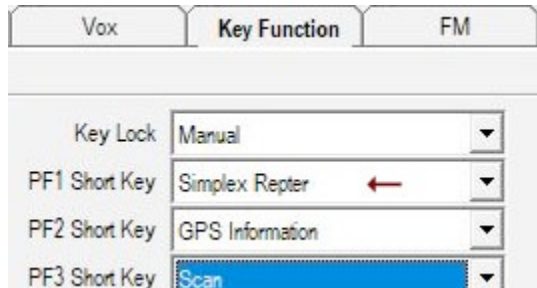 Vox Key Function FM
Key Lock Manual
PF1 Short Key Simplex Repter
PF2 Short Key GPS Information
PF3 Short Key Scan